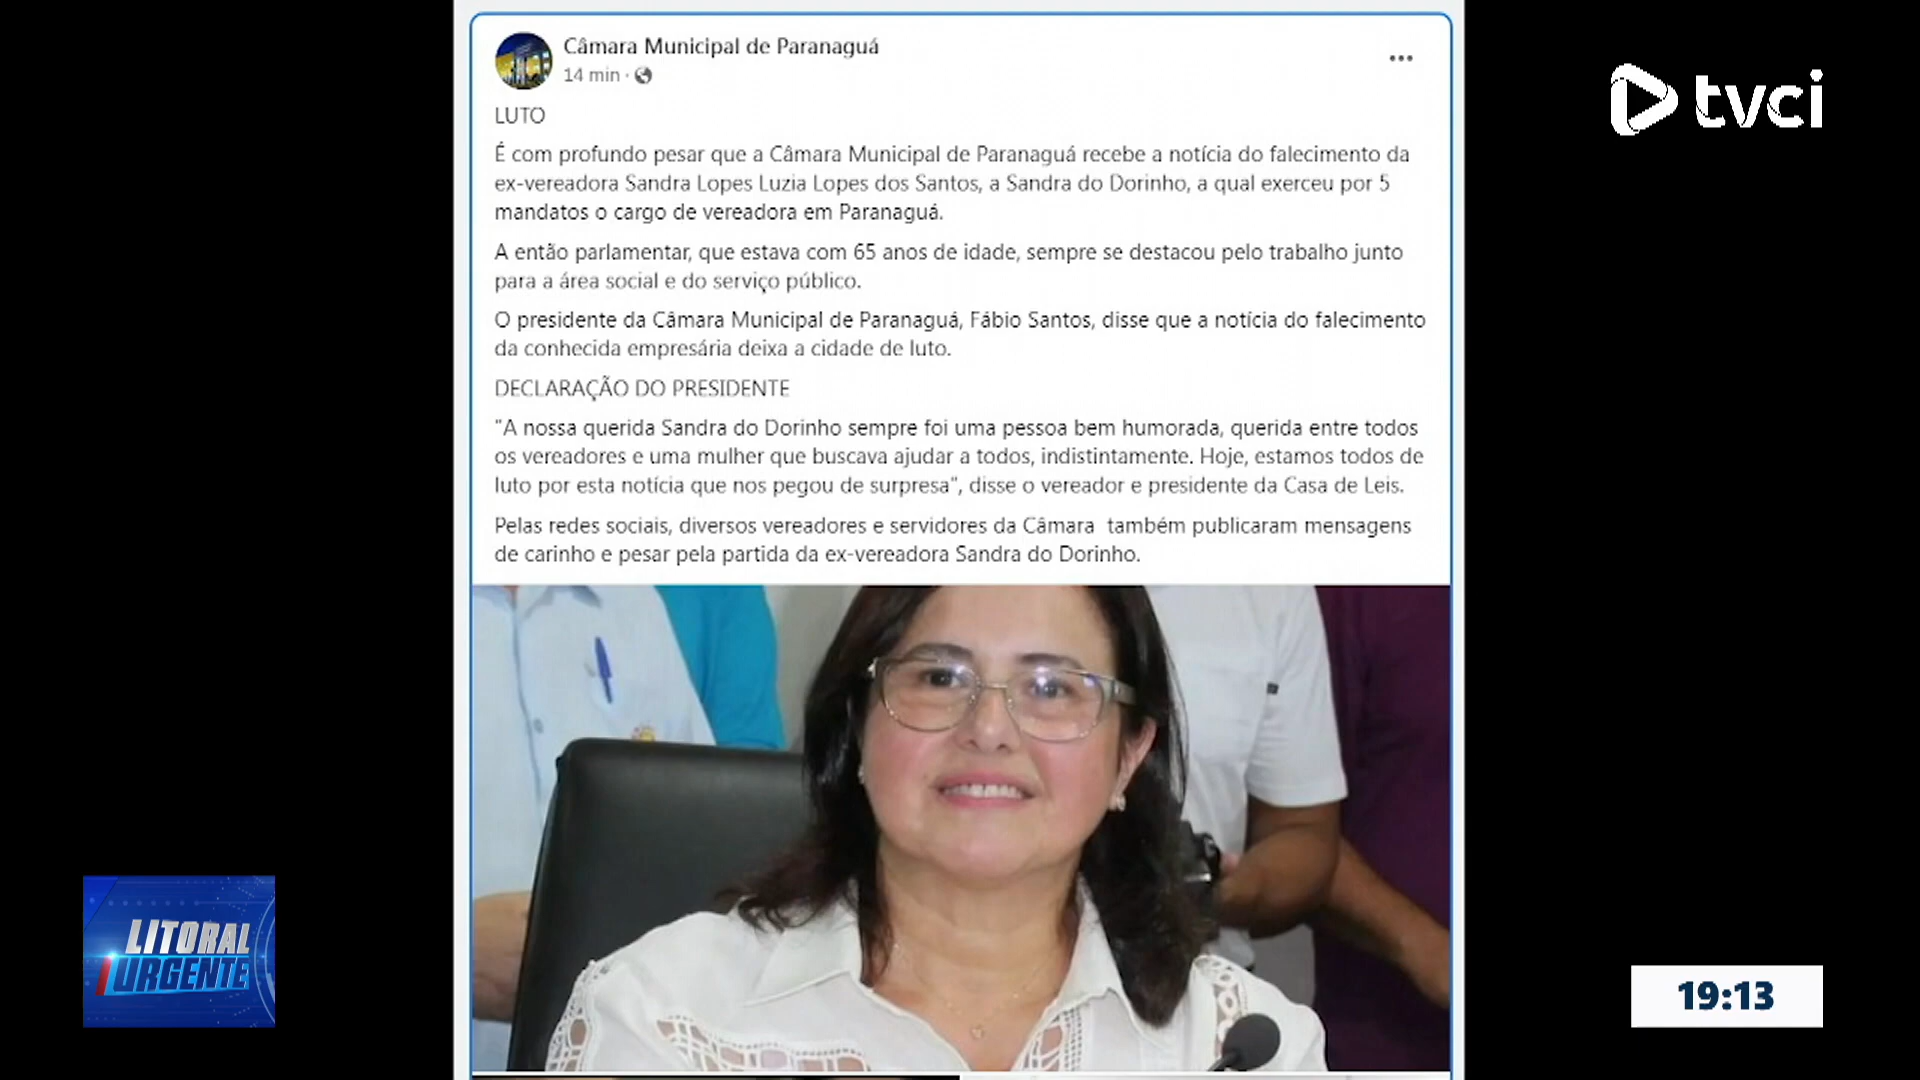 Câmara Municipal de Paranaguá
14 min ·
LUTO
É com profundo pesar que a Câmara Municipal de Paranaguá recebe a notícia do falecimento da
ex-vereadora Sandra Lopes Luzia Lopes dos Santos, a Sandra do Dorinho, a qual exerceu por 5
mandatos o cargo de vereadora em Paranaguá.
A então parlamentar, que estava com 65 anos de idade, sempre se destacou pelo trabalho junto
para a área social e do serviço público.
O presidente da Câmara Municipal de Paranaguá, Fábio Santos, disse que a notícia do falecimento
da conhecida empresária deixa a cidade de luto.
DECLARAÇÃO DO PRESIDENTE
"A nossa querida Sandra do Dorinho sempre foi uma pessoa bem humorada, querida entre todos
os vereadores e uma mulher que buscava ajudar a todos, indistintamente. Hoje, estamos todos de
luto por esta notícia que nos pegou de surpresa", disse o vereador e presidente da Casa de Leis.
Pelas redes sociais, diversos vereadores e servidores da Câmara  também publicaram mensagens
de carinho e pesar pela partida da ex-vereadora Sandra do Dorinho.
tvci
LITORAL
URGENTE
19:13